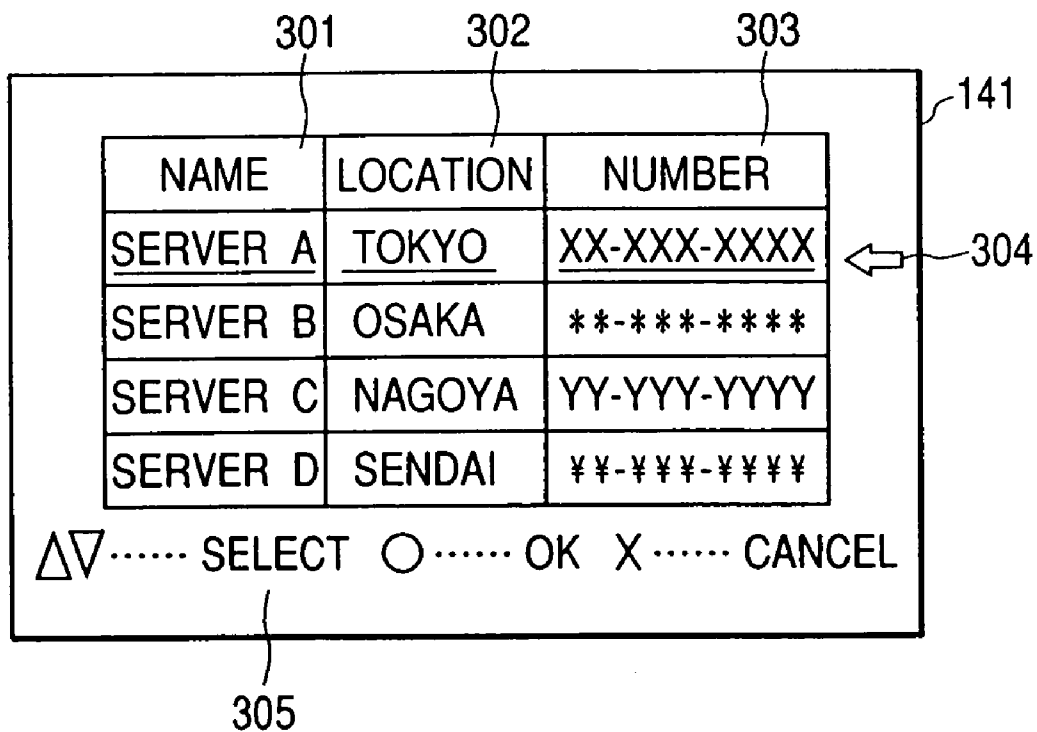 301 302 303
141
NAME LOCATION NUMBER
SERVER A TOKYO XX-XXX-XXXX
304
SERVER B OSAKA **-***-****
SERVER C NAGOYA YY-YYY-YYYY
SERVER D SENDAI ¥¥-¥¥¥-¥¥¥¥
△▽······ SELECT ○······ OK X······ CANCEL
305